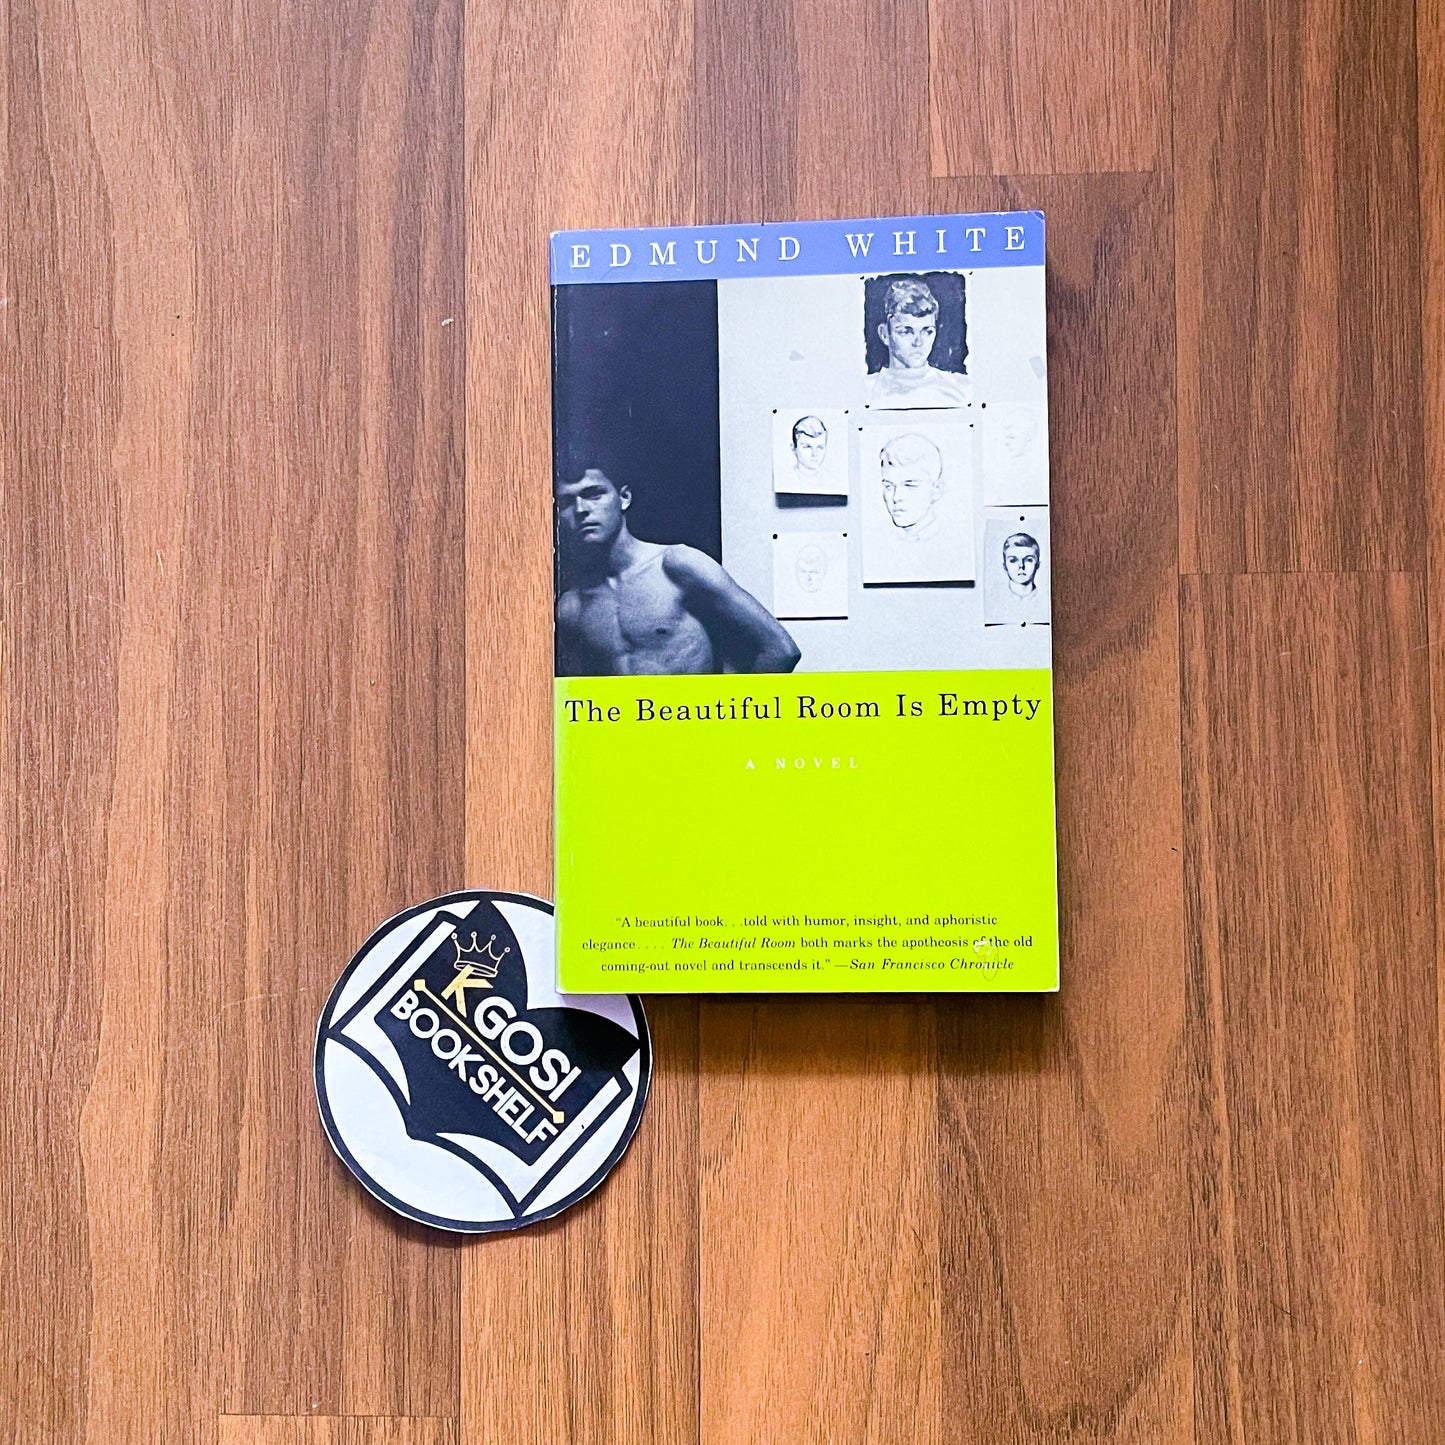 EDMUND WHITE
The Beautiful Room Is Empty
A NOVEL
“A beautiful book. . .told with humor, insight, and aphoristic
elegance. . . . The Beautiful Room both marks the apotheosis of the old
coming-out novel and transcends it.” —San Francisco Chronicle
KGOSI
BOOKSHELF